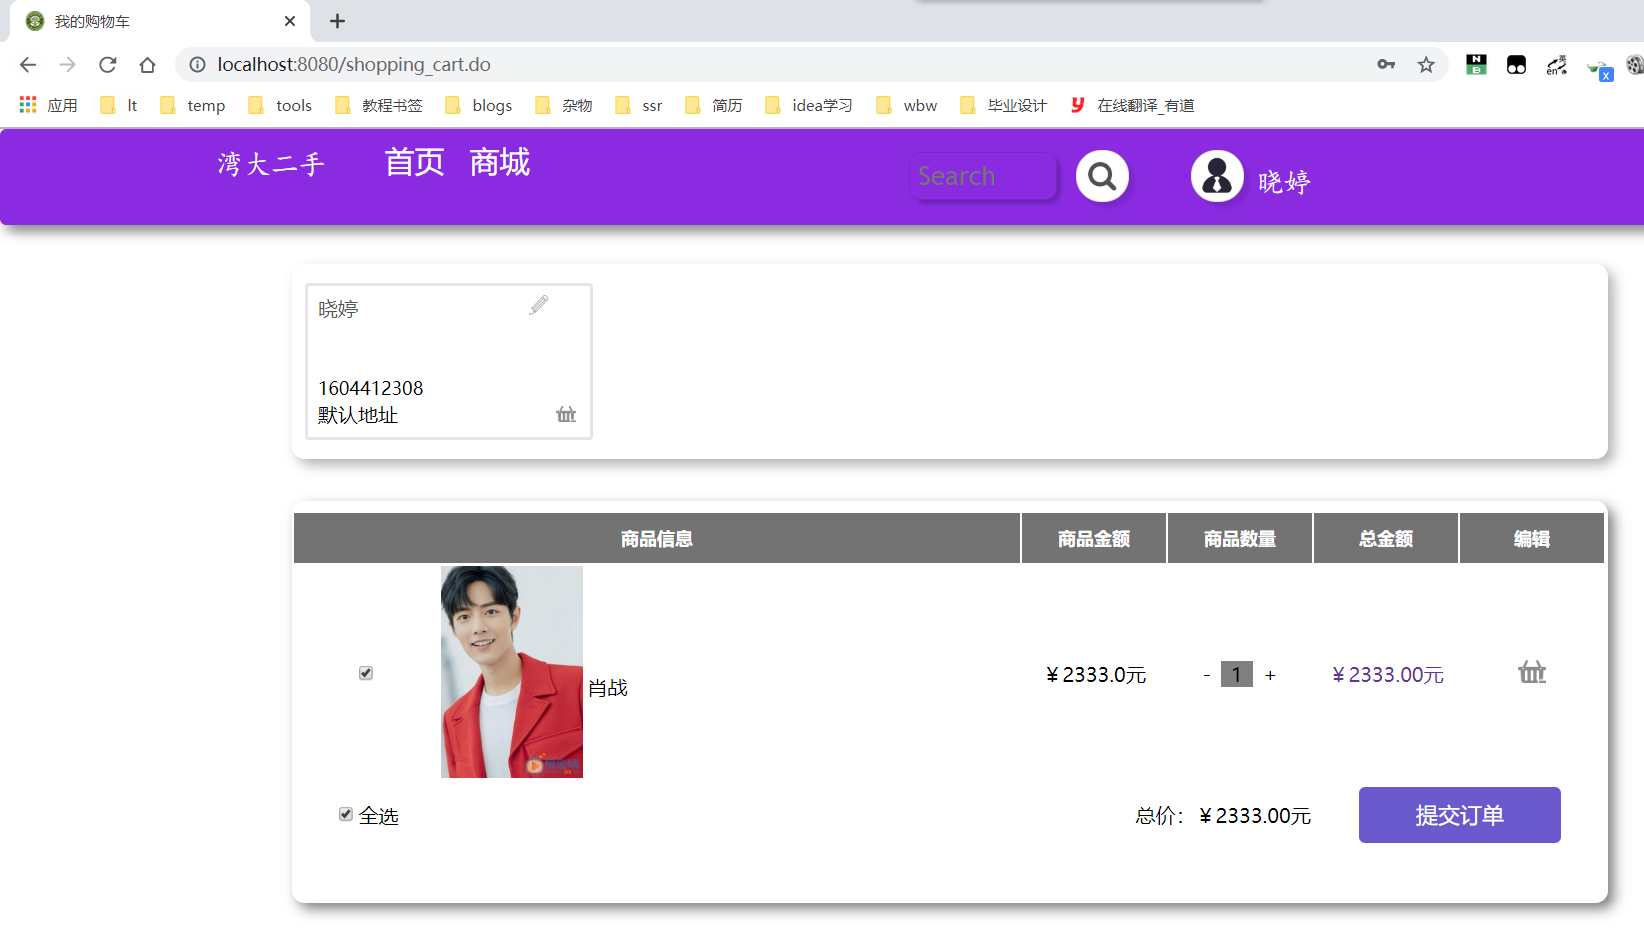 我的购物车
localhost:8080/shopping_cart.do
应用 lt temp tools 教程书签 blogs 杂物 ssr 简历 idea学习 wbw 毕业设计 在线翻译_有道
湾大二手 首页 商城 Search 晓婷
晓婷
1604412308
默认地址
商品信息 商品金额 商品数量 总金额 编辑
肖战 ¥2333.0元 - 1 + ¥2333.00元
全选 总价：¥2333.00元 提交订单